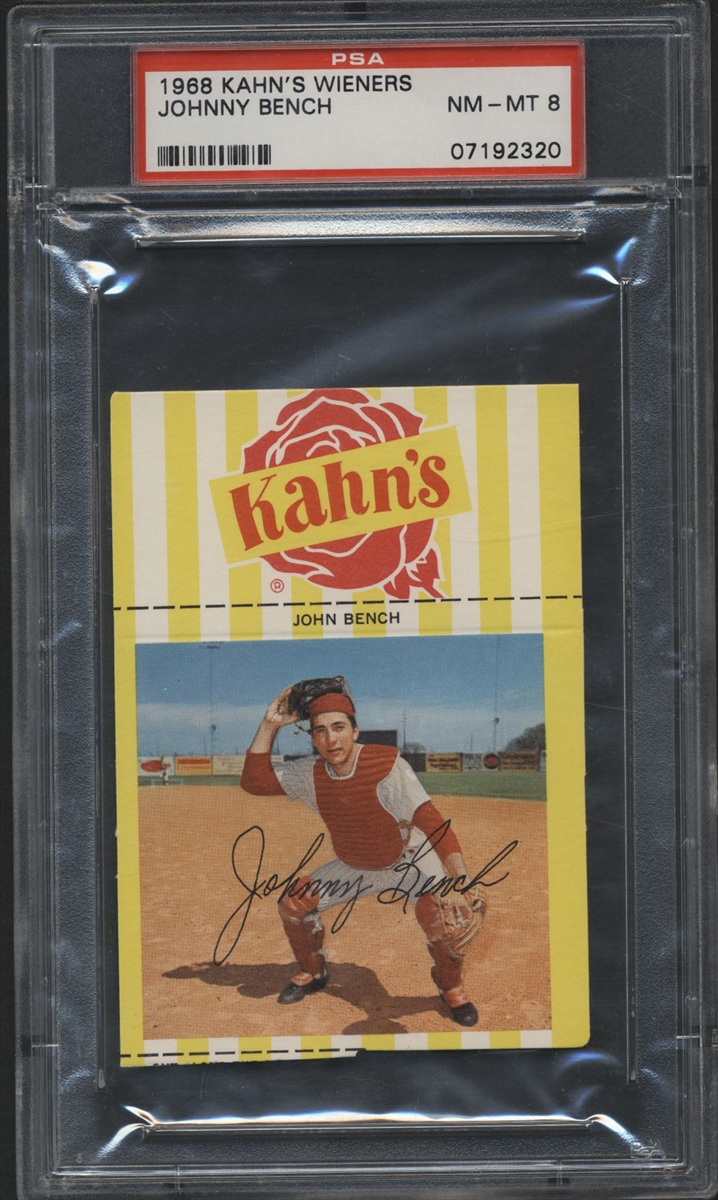 PSA
1968 KAHN'S WIENERS
JOHNNY BENCH NM - MT 8
07192320
Kahn's
®
JOHN BENCH
Johnny Bench